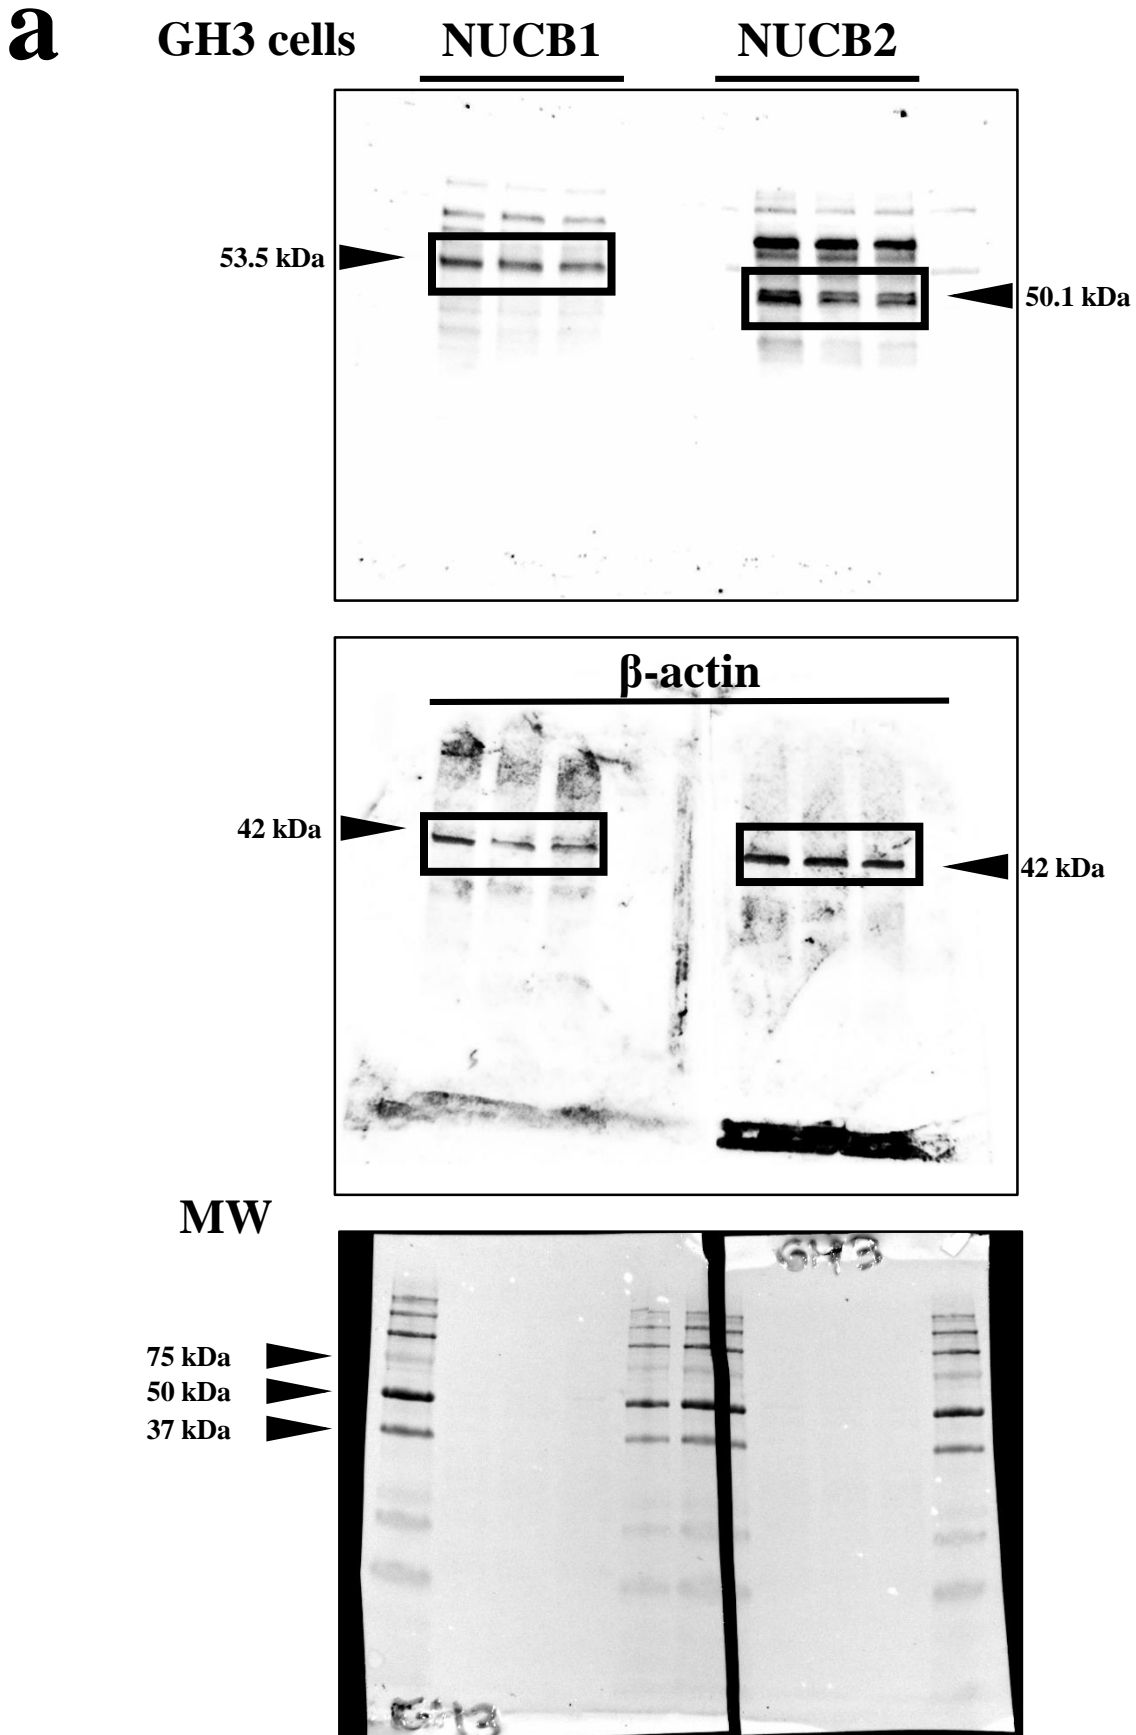 a
GH3 cells NUCB1 NUCB2
53.5 kDa
50.1 kDa
β-actin
42 kDa
42 kDa
MW
GH3
75 kDa
50 kDa
37 kDa
GH3